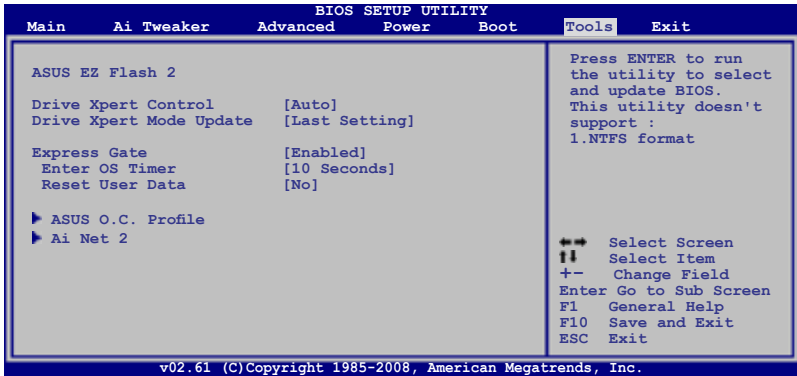 BIOS SETUP UTILITY
Main Ai Tweaker Advanced Power Boot Tools Exit
ASUS EZ Flash 2
Drive Xpert Control [Auto]
Drive Xpert Mode Update [Last Setting]
Express Gate [Enabled]
Enter OS Timer [10 Seconds]
Reset User Data [No]
ASUS O.C. Profile
Ai Net 2
Press ENTER to run
the utility to select
and update BIOS.
This utility doesn't
support :
1.NTFS format
←→ Select Screen
↑↓ Select Item
+- Change Field
Enter Go to Sub Screen
F1 General Help
F10 Save and Exit
ESC Exit
v02.61 (C)Copyright 1985-2008, American Megatrends, Inc.